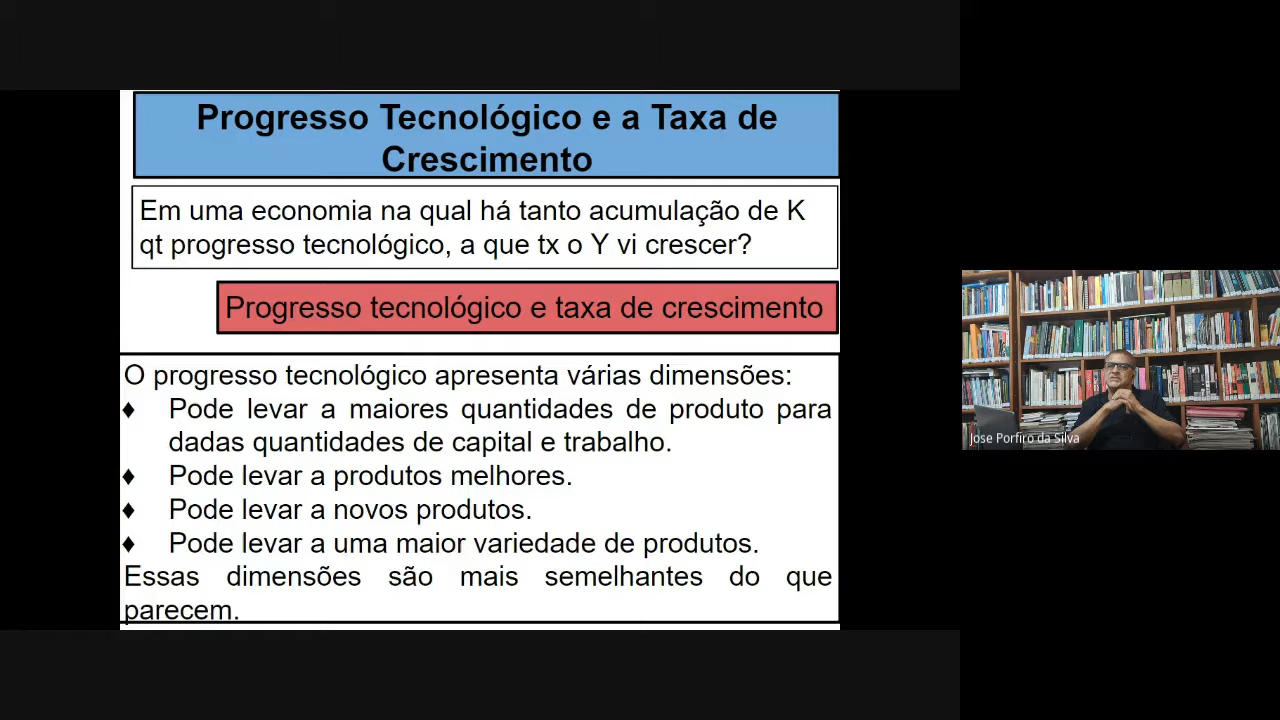 Progresso Tecnológico e a Taxa de
Crescimento
Em uma economia na qual há tanto acumulação de K
qt progresso tecnológico, a que tx o Y vi crescer?
Progresso tecnológico e taxa de crescimento
O progresso tecnológico apresenta várias dimensões:
♦ Pode levar a maiores quantidades de produto para
dadas quantidades de capital e trabalho.
♦ Pode levar a produtos melhores.
♦ Pode levar a novos produtos.
♦ Pode levar a uma maior variedade de produtos.
Essas dimensões são mais semelhantes do que
parecem.
Jose Porfiro da Silva